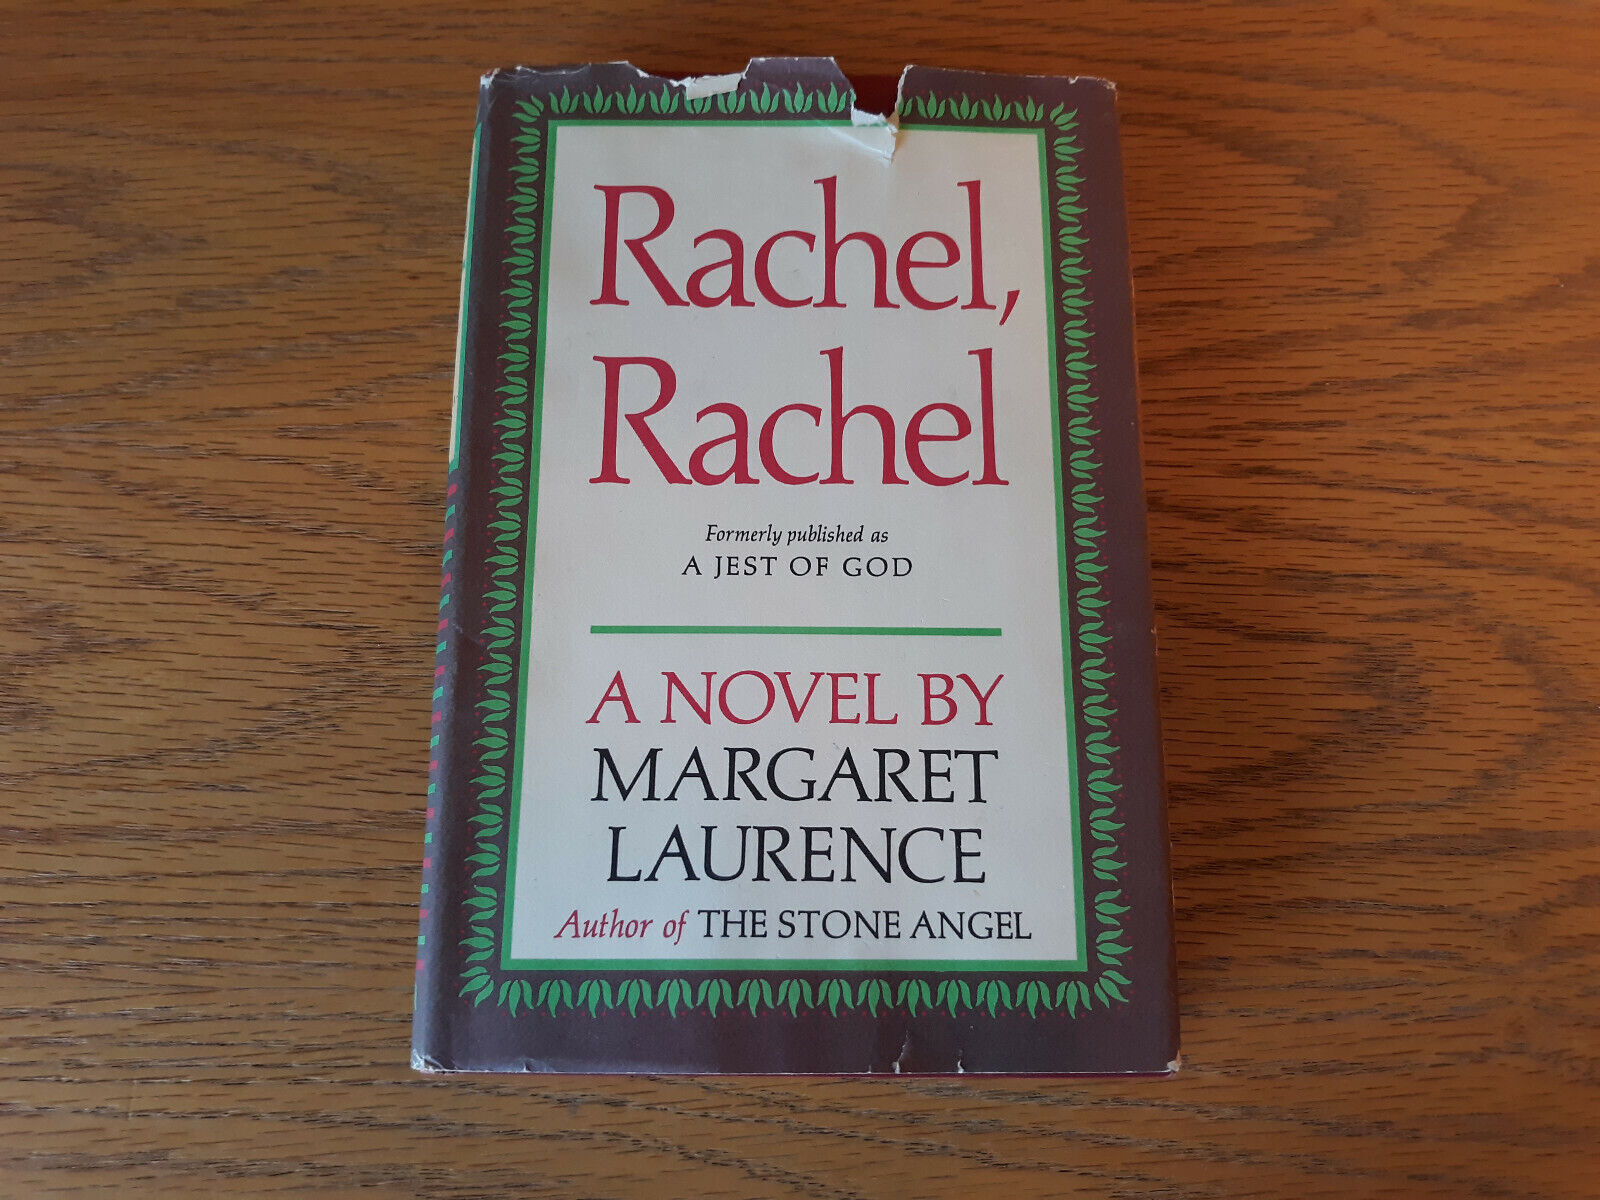 Rachel,
Rachel
Formerly published as
A JEST OF GOD
A NOVEL BY
MARGARET
LAURENCE
Author of THE STONE ANGEL